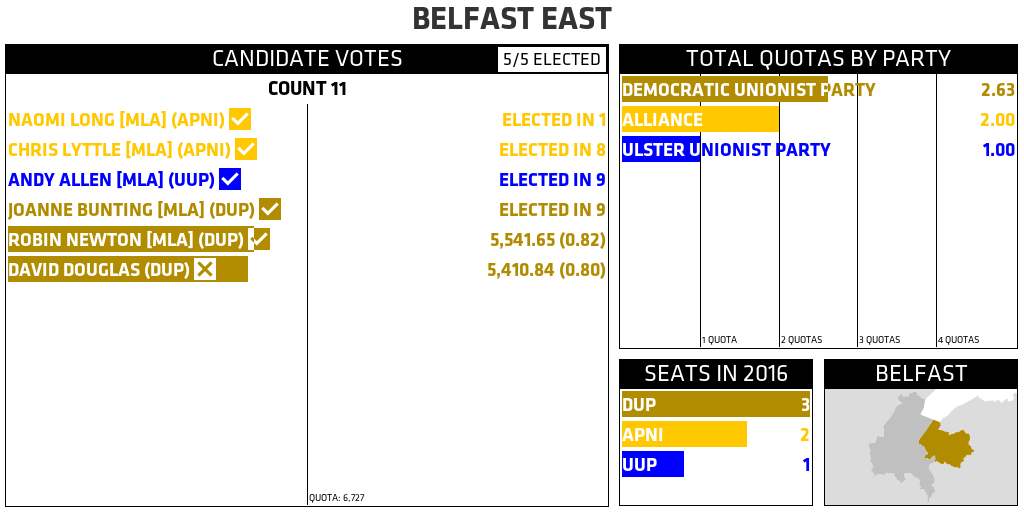 BELFAST EAST
CANDIDATE VOTES 5/5 ELECTED
COUNT 11
NAOMI LONG [MLA] (APNI) ELECTED IN 1
CHRIS LYTTLE [MLA] (APNI) ELECTED IN 8
ANDY ALLEN [MLA] (UUP) ELECTED IN 9
JOANNE BUNTING [MLA] (DUP) ELECTED IN 9
ROBIN NEWTON [MLA] (DUP) 5,541.65 (0.82)
DAVID DOUGLAS (DUP) 5,410.84 (0.80)
QUOTA: 6,727
TOTAL QUOTAS BY PARTY
DEMOCRATIC UNIONIST PARTY 2.63
ALLIANCE 2.00
ULSTER UNIONIST PARTY 1.00
1 QUOTA 2 QUOTAS 3 QUOTAS 4 QUOTAS
SEATS IN 2016
DUP 3
APNI 2
UUP 1
BELFAST